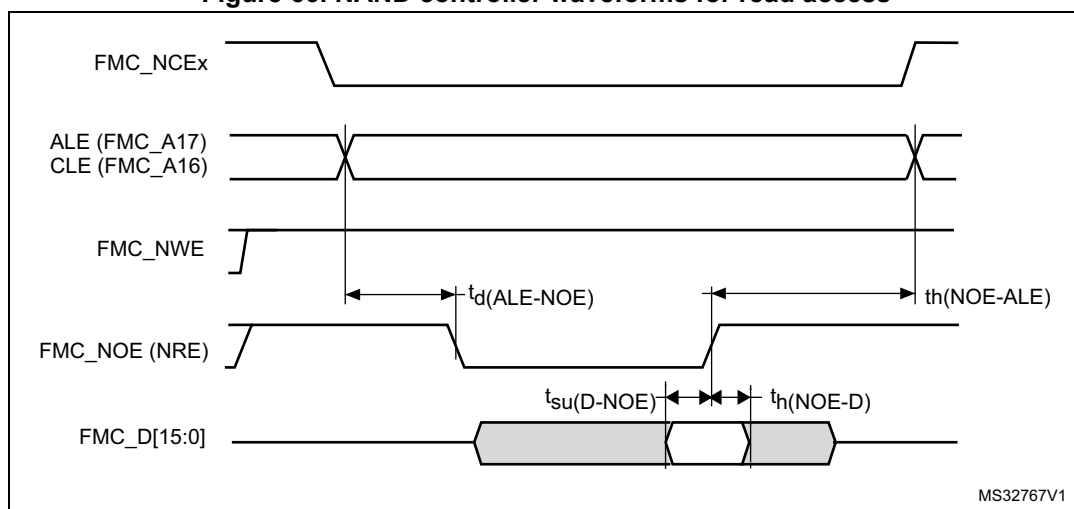 FMC_NCEx
ALE (FMC_A17)
CLE (FMC_A16)
FMC_NWE
td(ALE-NOE)
th(NOE-ALE)
FMC_NOE (NRE)
tsu(D-NOE)
th(NOE-D)
FMC_D[15:0]
MS32767V1